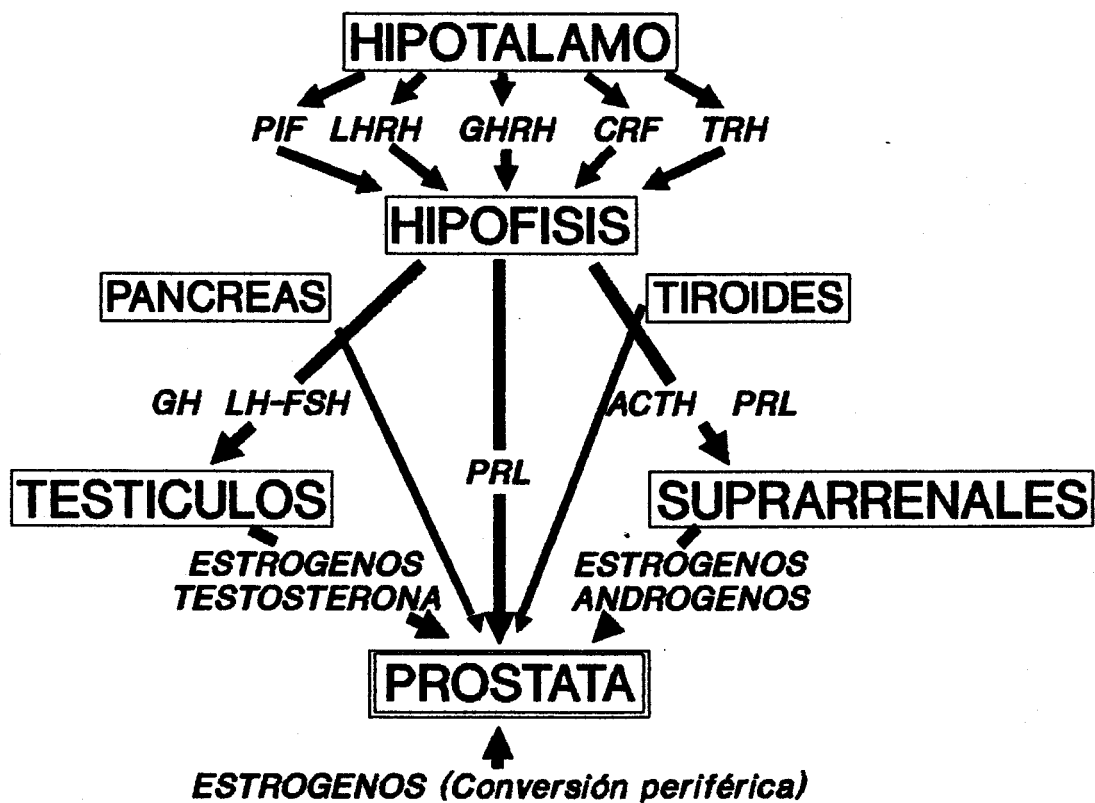 HIPOTALAMO
PIF LHRH GHRH CRF TRH
HIPOFISIS
PANCREAS TIROIDES
GH LH-FSH ACTH PRL
PRL
TESTICULOS SUPRARRENALES
ESTROGENOS ESTROGENOS
TESTOSTERONA ANDROGENOS
PROSTATA
ESTROGENOS (Conversión periférica)